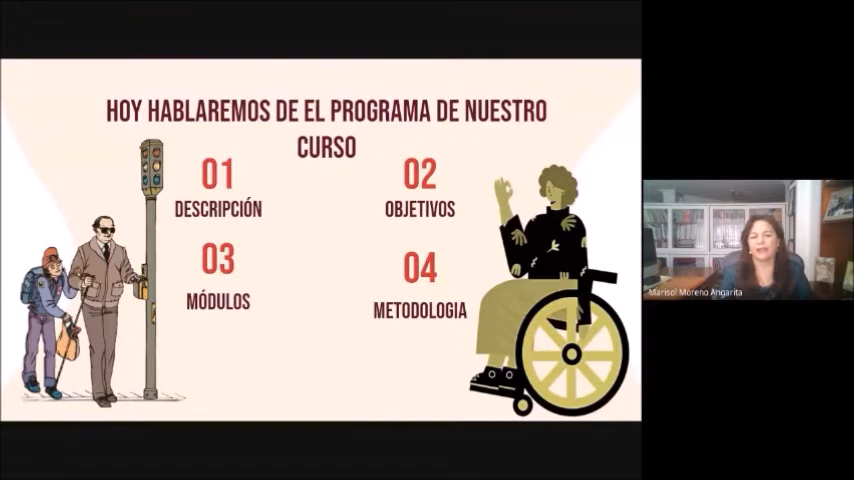 HOY HABLAREMOS DE EL PROGRAMA DE NUESTRO
CURSO
01
DESCRIPCIÓN
02
OBJETIVOS
03
MÓDULOS
04
METODOLOGIA
Marisol Moreno Angarita